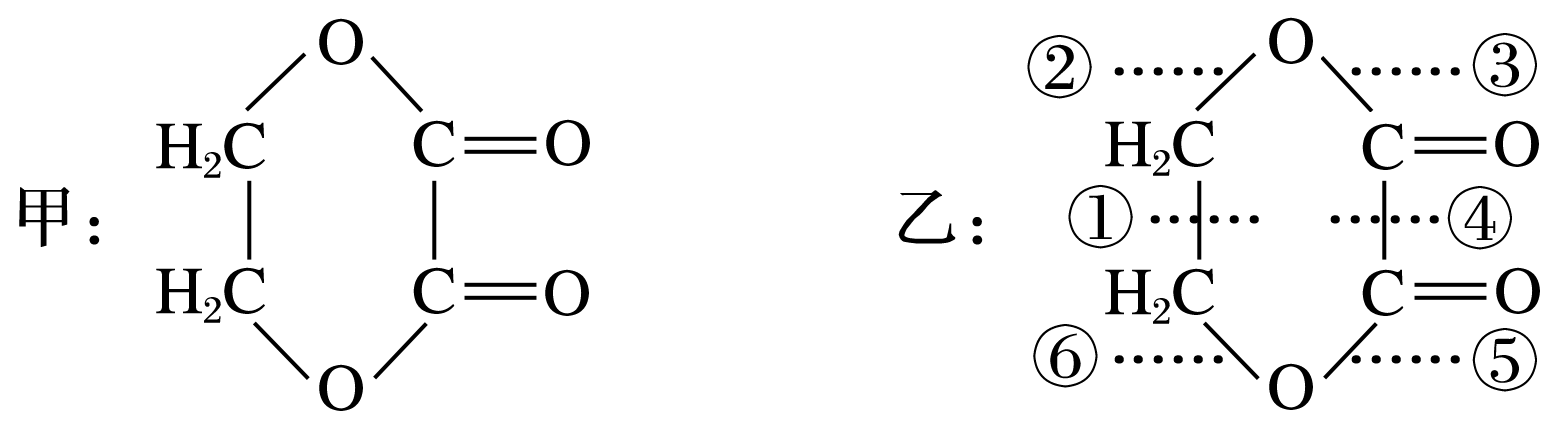 甲：
O
H₂C C=O
H₂C C=O
O
乙：
② O ③
H₂C C=O
① ④
H₂C C=O
⑥ O ⑤